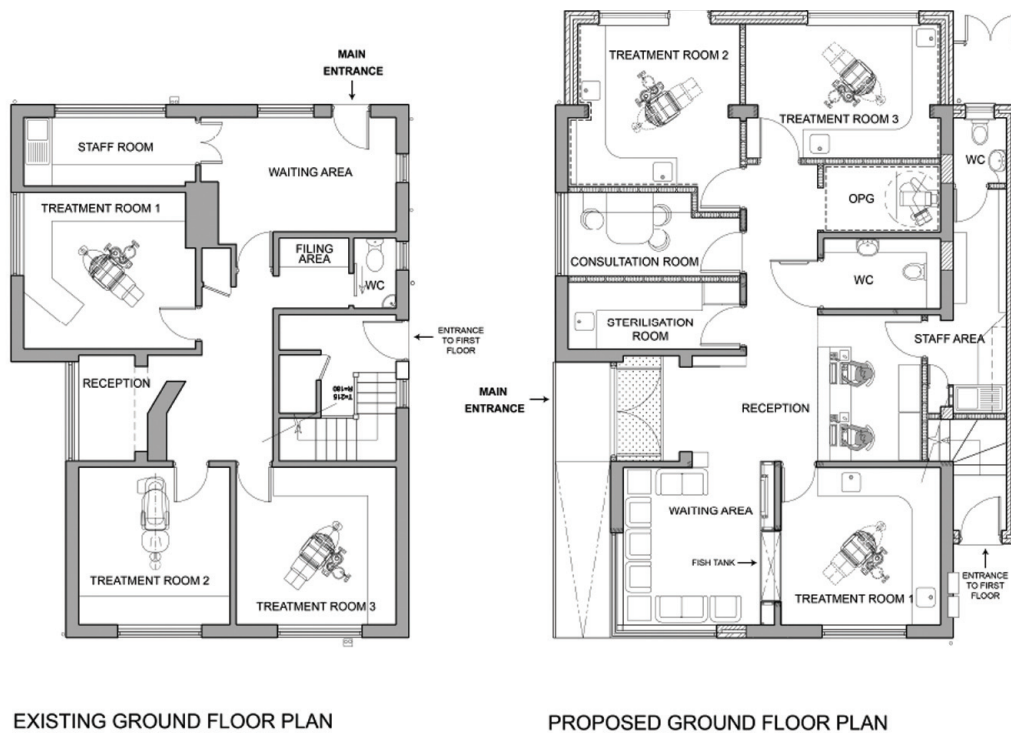 MAIN
ENTRANCE
STAFF ROOM
WAITING AREA
TREATMENT ROOM 1
FILING
AREA
WC
ENTRANCE
TO FIRST
FLOOR
RECEPTION
T=215
R=180
TREATMENT ROOM 2
TREATMENT ROOM 3
EXISTING GROUND FLOOR PLAN
TREATMENT ROOM 2
TREATMENT ROOM 3
WC
OPG
CONSULTATION ROOM
WC
STERILISATION
ROOM
STAFF AREA
MAIN
ENTRANCE
RECEPTION
WAITING AREA
FISH TANK
TREATMENT ROOM 1
ENTRANCE
TO FIRST
FLOOR
PROPOSED GROUND FLOOR PLAN